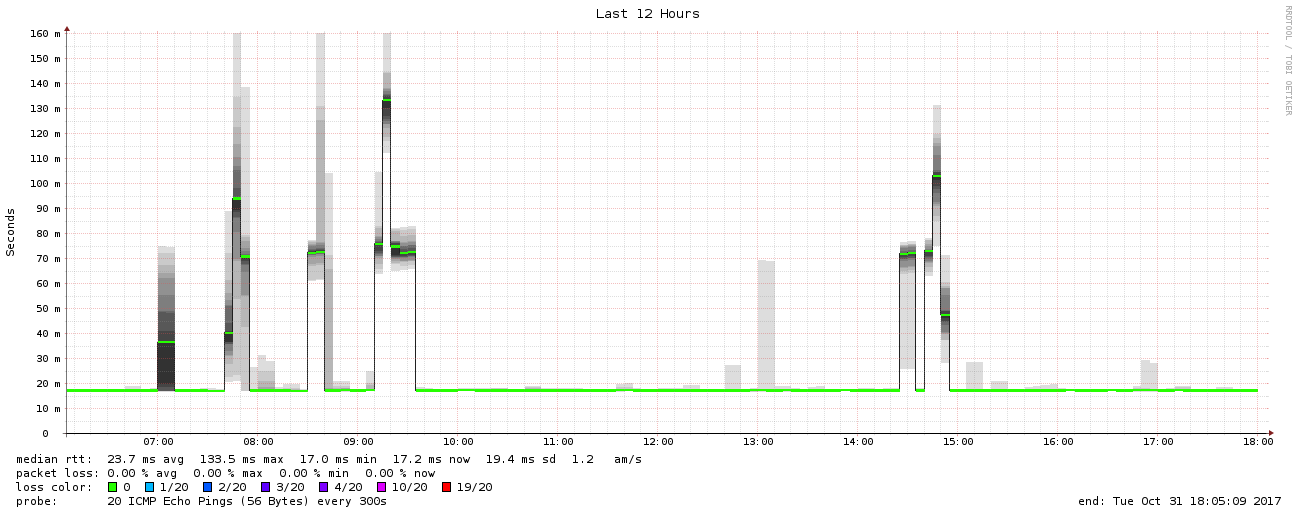 Last 12 Hours
RRDTOOL / TOBI OETIKER
Seconds
160 m
150 m
140 m
130 m
120 m
110 m
100 m
90 m
80 m
70 m
60 m
50 m
40 m
30 m
20 m
10 m
0
07:00 08:00 09:00 10:00 11:00 12:00 13:00 14:00 15:00 16:00 17:00 18:00
median rtt: 23.7 ms avg 133.5 ms max 17.0 ms min 17.2 ms now 19.4 ms sd 1.2 am/s
packet loss: 0.00 % avg 0.00 % max 0.00 % min 0.00 % now
loss color: 0 1/20 2/20 3/20 4/20 10/20 19/20
probe: 20 ICMP Echo Pings (56 Bytes) every 300s end: Tue Oct 31 18:05:09 2017